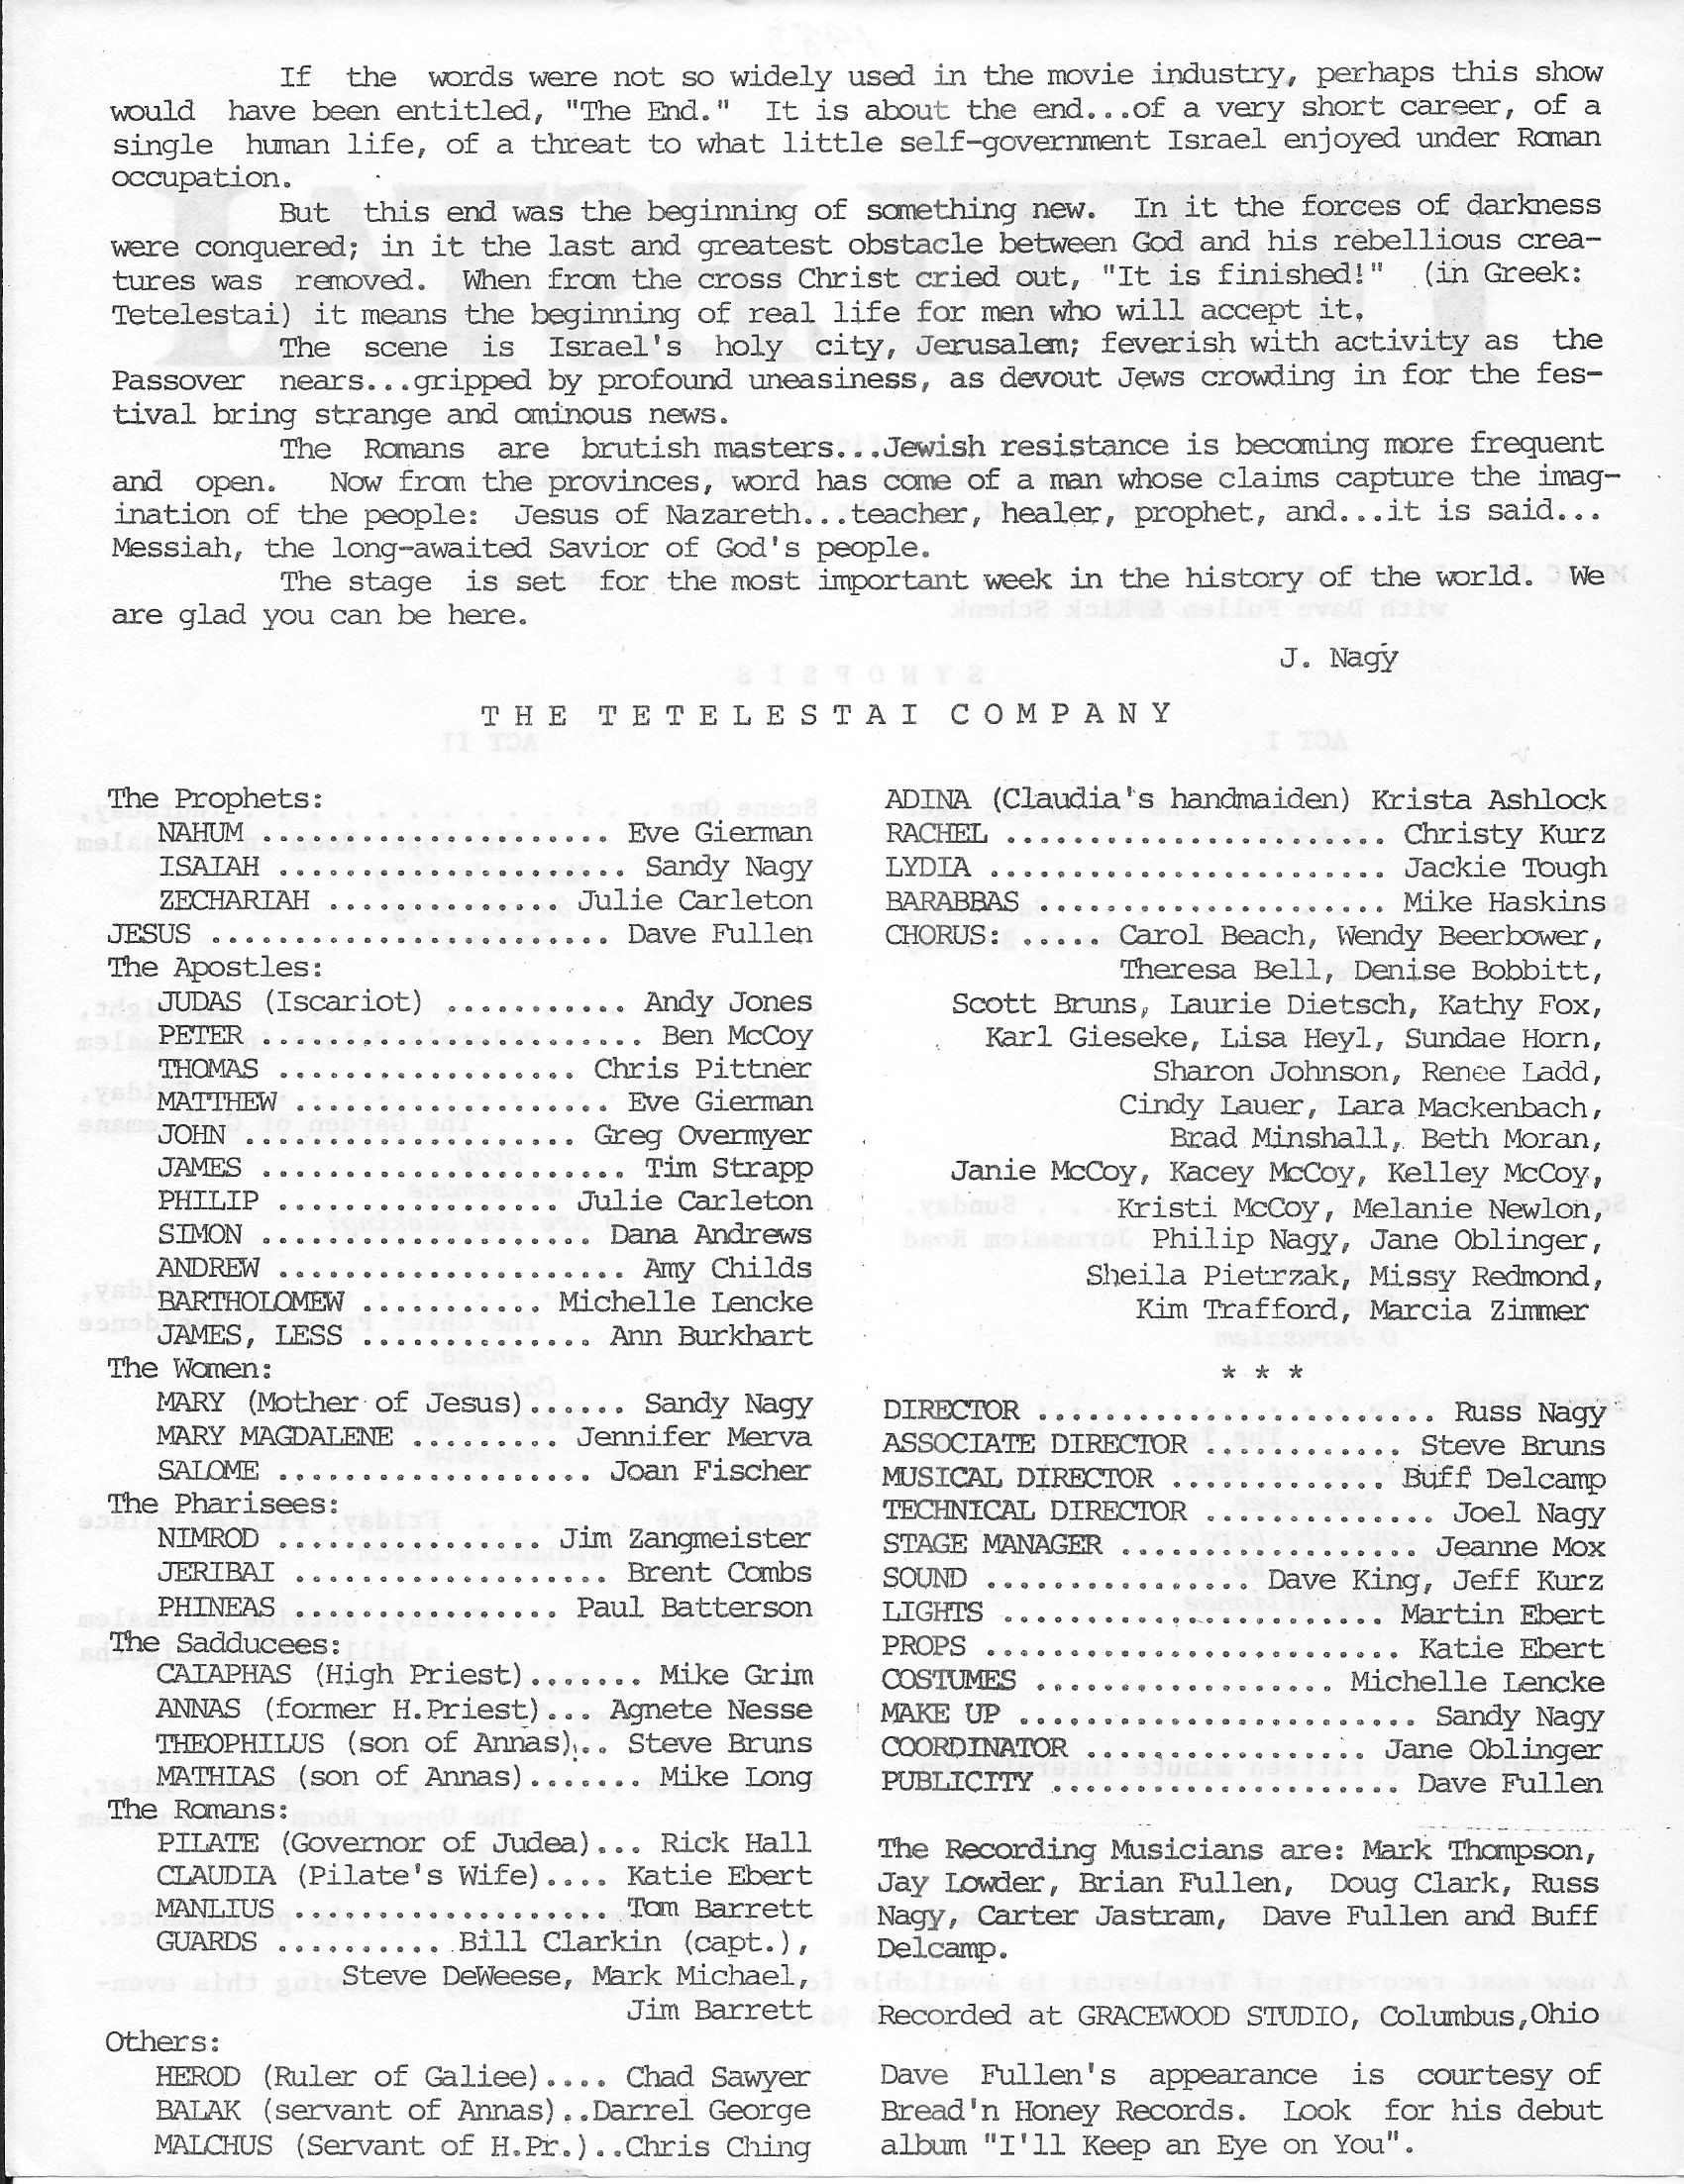 If the words were not so widely used in the movie industry, perhaps this show
would have been entitled, "The End." It is about the end...of a very short career, of a
single human life, of a threat to what little self-government Israel enjoyed under Roman
occupation.
But this end was the beginning of something new. In it the forces of darkness
were conquered; in it the last and greatest obstacle between God and his rebellious crea-
tures was removed. When from the cross Christ cried out, "It is finished!" (in Greek:
Tetelestai) it means the beginning of real life for men who will accept it.
The scene is Israel's holy city, Jerusalem; feverish with activity as the
Passover nears...gripped by profound uneasiness, as devout Jews crowding in for the fes-
tival bring strange and ominous news.
The Romans are brutish masters...Jewish resistance is becoming more frequent
and open. Now from the provinces, word has come of a man whose claims capture the imag-
ination of the people: Jesus of Nazareth...teacher, healer, prophet, and...it is said...
Messiah, the long-awaited Savior of God's people.
The stage is set for the most important week in the history of the world. We
are glad you can be here.
J. Nagy
THE TETELESTAI COMPANY
The Prophets:
NAHUM ..................... Eve Gierman
ISAIAH ..................... Sandy Nagy
ZECHARIAH .............. Julie Carleton
JESUS ........................ Dave Fullen
The Apostles:
JUDAS (Iscariot) ........... Andy Jones
PETER ....................... Ben McCoy
THOMAS .................. Chris Pittner
MATTHEW ................... Eve Gierman
JOHN .................... Greg Overmyer
JAMES ...................... Tim Strapp
PHILIP ................. Julie Carleton
SIMON .................... Dana Andrews
ANDREW ..................... Amy Childs
BARTHOLOMEW ........... Michelle Lencke
JAMES, LESS .............. Ann Burkhart
The Women:
MARY (Mother of Jesus)...... Sandy Nagy
MARY MAGDALENE ......... Jennifer Merva
SALOME .................... Joan Fischer
The Pharisees:
NIMROD ................ Jim Zangmeister
JERIBAI ................... Brent Combs
PHINEAS ................ Paul Batterson
The Sadducees:
CAIAPHAS (High Priest)....... Mike Grim
ANNAS (former H.Priest)... Agnete Nesse
THEOPHILUS (son of Annas)... Steve Bruns
MATHIAS (son of Annas)....... Mike Long
The Romans:
PILATE (Governor of Judea)... Rick Hall
CLAUDIA (Pilate's Wife).... Katie Ebert
MANLIUS ................... Tom Barrett
GUARDS .......... Bill Clarkin (capt.),
Steve DeWeese, Mark Michael,
Jim Barrett
Others:
HEROD (Ruler of Galiee).... Chad Sawyer
BALAK (servant of Annas)..Darrel George
MALCHUS (Servant of H.Pr.)..Chris Ching
ADINA (Claudia's handmaiden) Krista Ashlock
RACHEL ....................... Christy Kurz
LYDIA ........................ Jackie Tough
BARABBAS ..................... Mike Haskins
CHORUS: ..... Carol Beach, Wendy Beerbower,
Theresa Bell, Denise Bobbitt,
Scott Bruns, Laurie Dietsch, Kathy Fox,
Karl Gieseke, Lisa Heyl, Sundae Horn,
Sharon Johnson, Renee Ladd,
Cindy Lauer, Lara Mackenbach,
Brad Minshall, Beth Moran,
Janie McCoy, Kacey McCoy, Kelley McCoy,
Kristi McCoy, Melanie Newlon,
Philip Nagy, Jane Oblinger,
Sheila Pietrzak, Missy Redmond,
Kim Trafford, Marcia Zimmer
* * *
DIRECTOR ........................ Russ Nagy
ASSOCIATE DIRECTOR ............ Steve Bruns
MUSICAL DIRECTOR ............. Buff Delcamp
TECHNICAL DIRECTOR .............. Joel Nagy
STAGE MANAGER .................. Jeanne Mox
SOUND ................ Dave King, Jeff Kurz
LIGHTS ....................... Martin Ebert
PROPS ......................... Katie Ebert
COSTUMES .................. Michelle Lencke
MAKE UP ........................ Sandy Nagy
COORDINATOR ................. Jane Oblinger
PUBLICITY ..................... Dave Fullen
The Recording Musicians are: Mark Thompson,
Jay Lowder, Brian Fullen, Doug Clark, Russ
Nagy, Carter Jastram, Dave Fullen and Buff
Delcamp.
Recorded at GRACEWOOD STUDIO, Columbus,Ohio
Dave Fullen's appearance is courtesy of
Bread'n Honey Records. Look for his debut
album "I'll Keep an Eye on You".